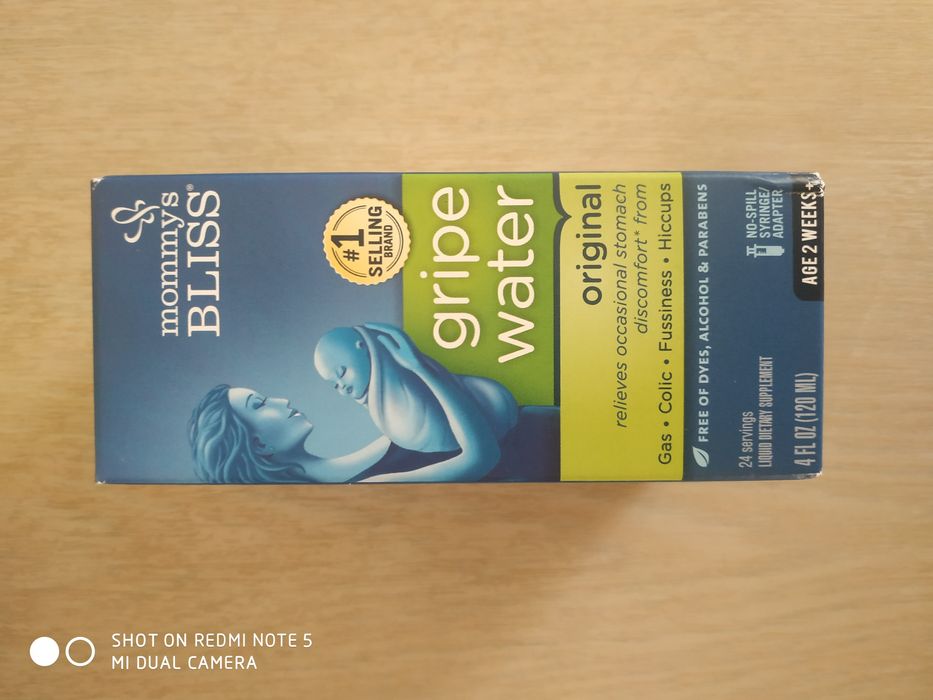 mommys
BLISS®
#1
SELLING
BRAND
gripe
water
original
relieves occasional stomach
discomfort* from
Gas • Colic • Fussiness • Hiccups
FREE OF DYES, ALCOHOL & PARABENS
NO-SPILL
SYRINGE/
ADAPTER
24 servings
LIQUID DIETARY SUPPLEMENT
4 FL OZ (120 ML)
AGE 2 WEEKS+
SHOT ON REDMI NOTE 5
MI DUAL CAMERA